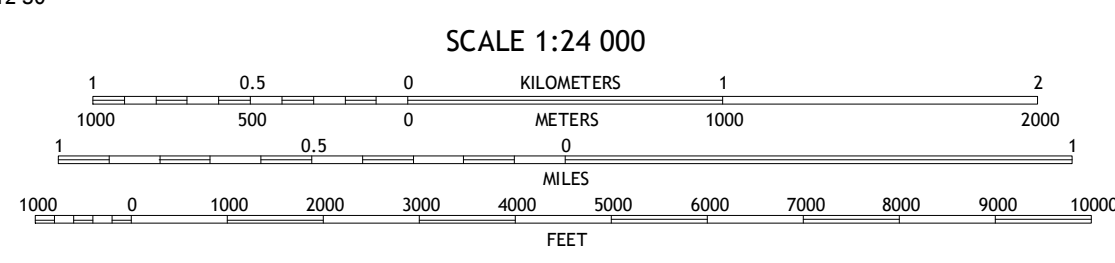 SCALE 1:24 000
1 0.5 0 KILOMETERS 1 2
1000 500 0 METERS 1000 2000
1 0.5 0 1
MILES
1000 0 1000 2000 3000 4000 5000 6000 7000 8000 9000 10000
FEET